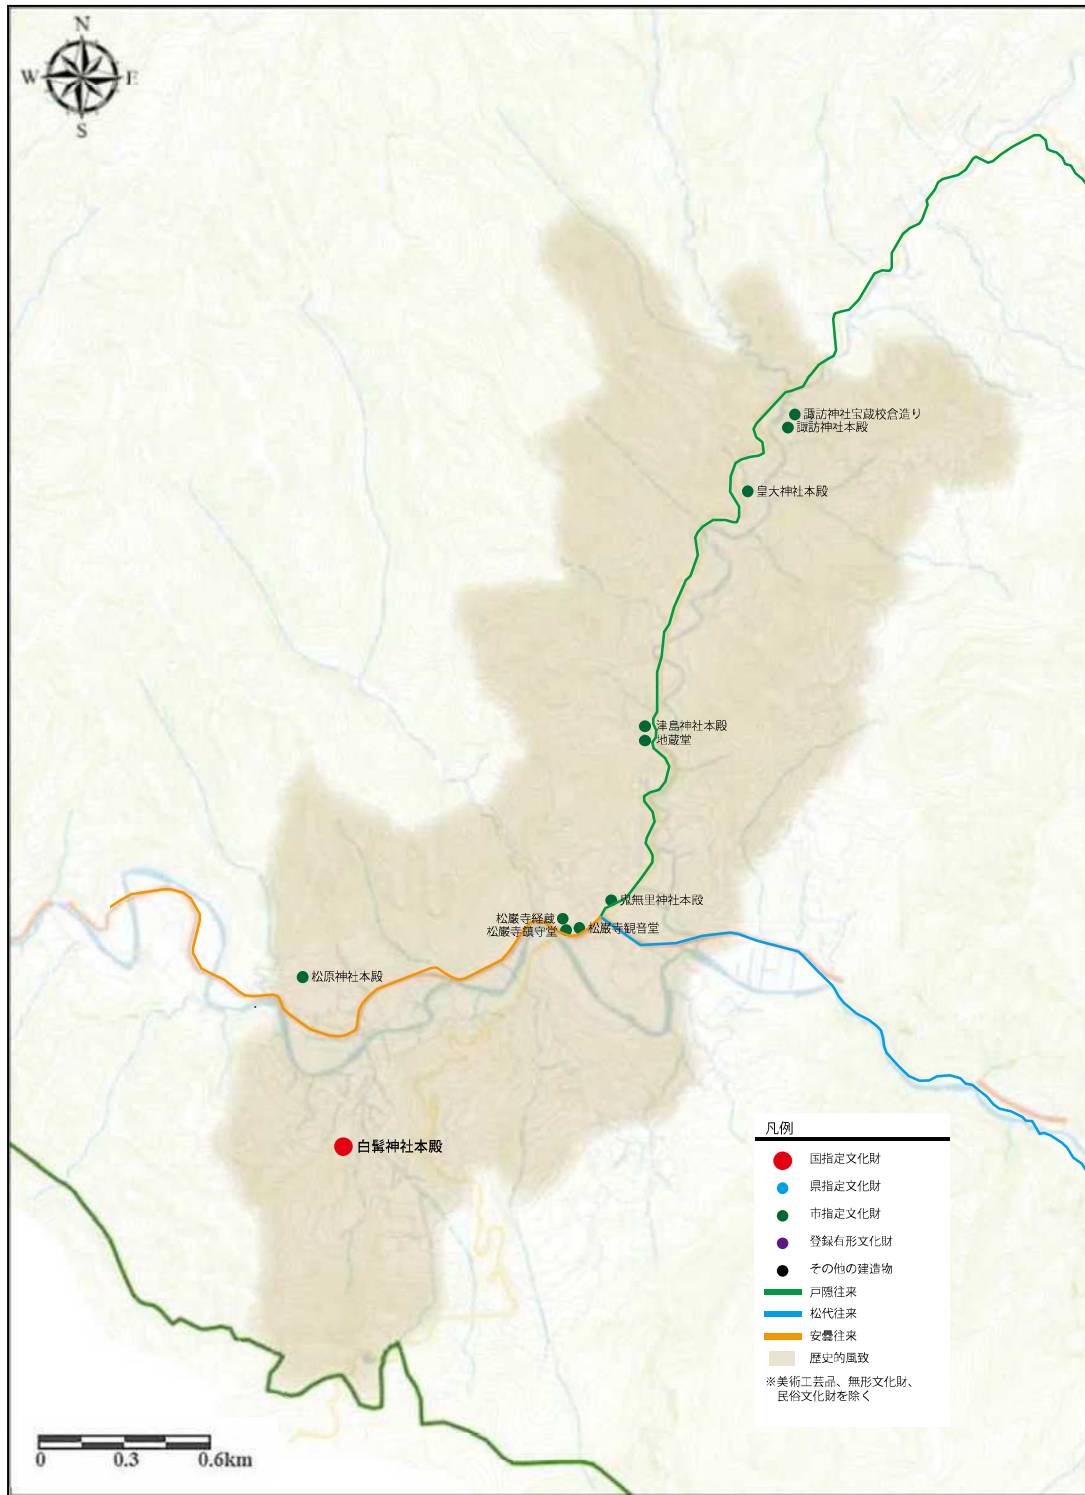 N
W E
S
諏訪神社宝蔵校倉造り
諏訪神社本殿
皇大神社本殿
津島神社本殿
地蔵堂
鬼無里神社本殿
松巌寺経蔵
松巌寺鎮守堂
松巌寺観音堂
松原神社本殿
白髯神社本殿
凡例
国指定文化財
県指定文化財
市指定文化財
登録有形文化財
その他の建造物
戸隠往来
松代往来
安曇往来
歴史的風致
※美術工芸品、無形文化財、
民俗文化財を除く
0 0.3 0.6km